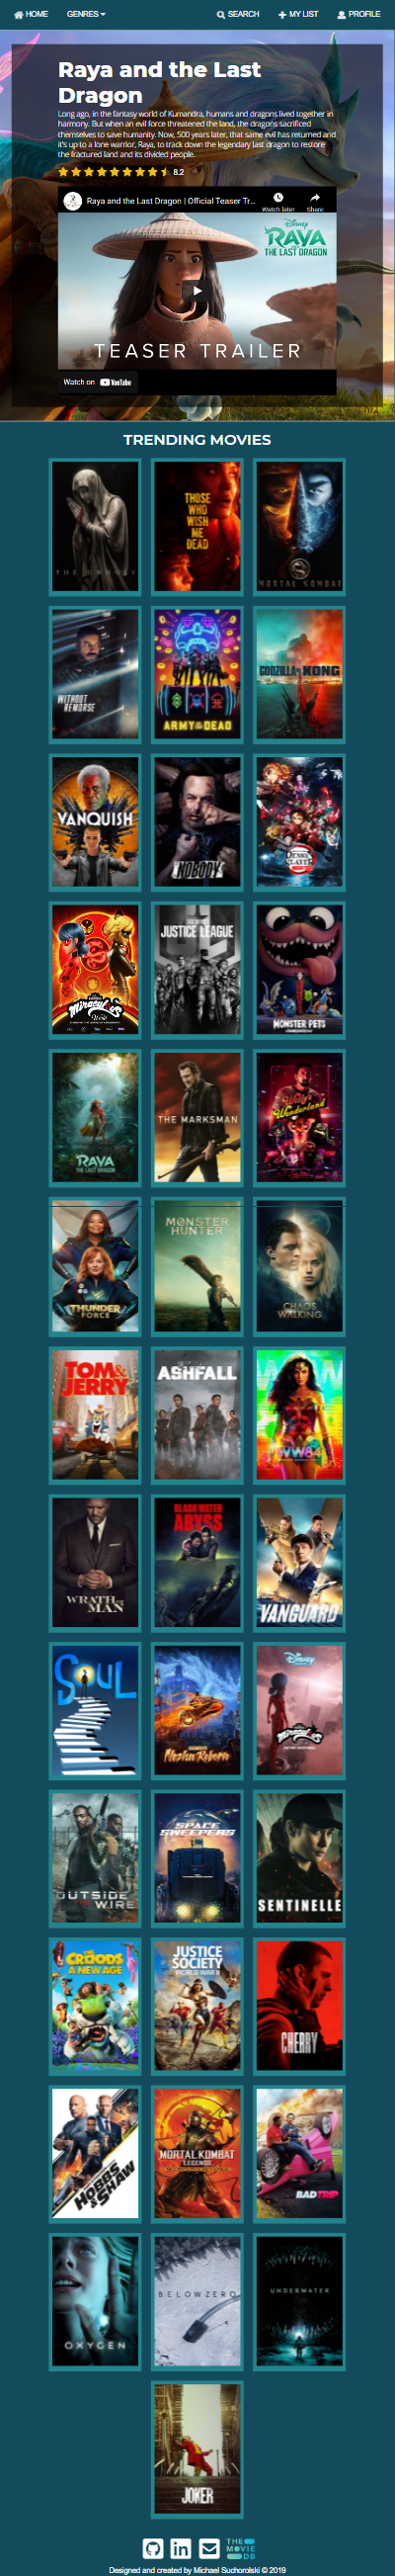 HOME GENRES SEARCH MY LIST PROFILE
Raya and the Last
Dragon
Long ago, in the fantasy world of Kumandra, humans and dragons lived together in
harmony. But when an evil force threatened the land, the dragons sacrificed
themselves to save humanity. Now, 500 years later, that same evil has returned and
it's up to a lone warrior, Raya, to track down the legendary last dragon to restore
the fractured land and its divided people.
8.2
Raya and the Last Dragon | Official Teaser Tr...
Watch later Share
Disney
RAYA
AND
THE LAST DRAGON
TEASER TRAILER
Watch on YouTube
TRENDING MOVIES
THE UNHOLY
THOSE
WHO
WISH
ME
DEAD
MORTAL KOMBAT
WITHOUT
REMORSE
ARMY OF THE DEAD
GODZILLA KONG
VANQUISH
NOBODY
DEMON
SLAYER
Miraculous
World
JUSTICE LEAGUE
MONSTER PETS
RAYA
THE LAST DRAGON
THE MARKSMAN
Willy's
Wonderland
THUNDER
FORCE
MONSTER
HUNTER
CHAOS
WALKING
TOM &
JERRY
ASHFALL
WW84
WRATH OF
MAN
BLACK WATER
ABYSS
VANGUARD
SOUL
Nezha Reborn
Disney
MIRACULOUS
OUTSIDE
THE WIRE
SPACE
SWEEPERS
SENTINELLE
THE
CROODS
A NEW AGE
JUSTICE
SOCIETY
WORLD WAR II
CHERRY
HOBBS
& SHAW
MORTAL KOMBAT
LEGENDS
BAD TRIP
OXYGEN
BELOW ZERO
UNDERWATER
JOKER
THE
MOVIE
DB
Designed and created by Michael Suchorolski © 2019